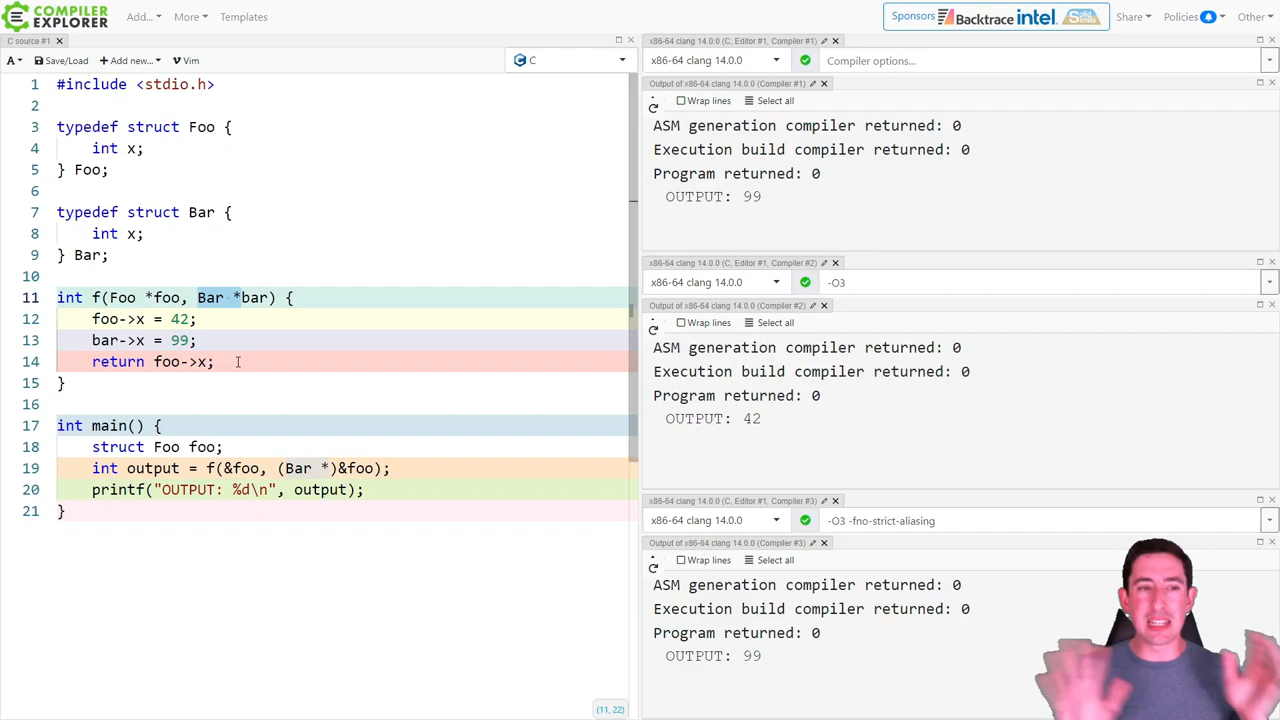 COMPILER
EXPLORER
Add...
More
Templates
Sponsors
Backtrace
intel.
Solid
Sands
Share
Policies
Other
C source #1
A
Save/Load
Add new...
Vim
C
1 #include <stdio.h>
2
3 typedef struct Foo {
4 int x;
5 } Foo;
6
7 typedef struct Bar {
8 int x;
9 } Bar;
10
11 int f(Foo *foo, Bar *bar) {
12 foo->x = 42;
13 bar->x = 99;
14 return foo->x;
15 }
16
17 int main() {
18 struct Foo foo;
19 int output = f(&foo, (Bar *)&foo);
20 printf("OUTPUT: %d\n", output);
21 }
(11, 22)
x86-64 clang 14.0.0 (C, Editor #1, Compiler #1)
x86-64 clang 14.0.0
Compiler options...
Output of x86-64 clang 14.0.0 (Compiler #1)
Wrap lines
Select all
ASM generation compiler returned: 0
Execution build compiler returned: 0
Program returned: 0
OUTPUT: 99
x86-64 clang 14.0.0 (C, Editor #1, Compiler #2)
x86-64 clang 14.0.0
-O3
Output of x86-64 clang 14.0.0 (Compiler #2)
Wrap lines
Select all
ASM generation compiler returned: 0
Execution build compiler returned: 0
Program returned: 0
OUTPUT: 42
x86-64 clang 14.0.0 (C, Editor #1, Compiler #3)
x86-64 clang 14.0.0
-O3 -fno-strict-aliasing
Output of x86-64 clang 14.0.0 (Compiler #3)
Wrap lines
Select all
ASM generation compiler returned: 0
Execution build compiler returned: 0
Program returned: 0
OUTPUT: 99